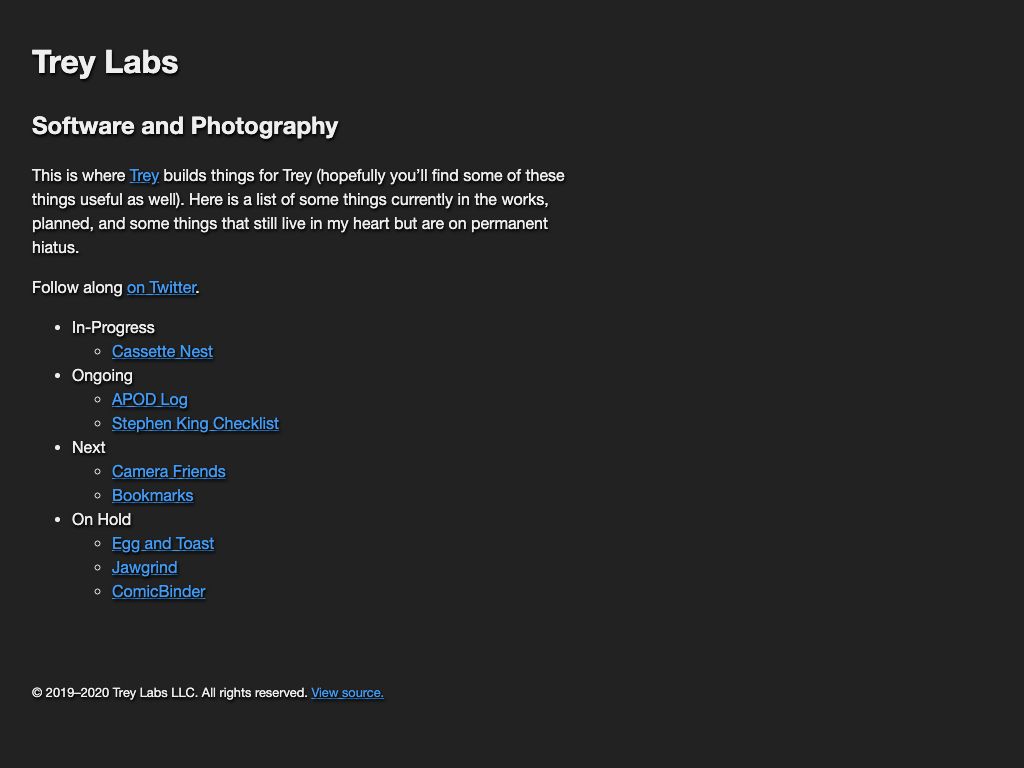 Trey Labs
Software and Photography
This is where Trey builds things for Trey (hopefully you’ll find some of these
things useful as well). Here is a list of some things currently in the works,
planned, and some things that still live in my heart but are on permanent
hiatus.
Follow along on Twitter.
In-Progress
Cassette Nest
Ongoing
APOD Log
Stephen King Checklist
Next
Camera Friends
Bookmarks
On Hold
Egg and Toast
Jawgrind
ComicBinder
© 2019–2020 Trey Labs LLC. All rights reserved. View source.